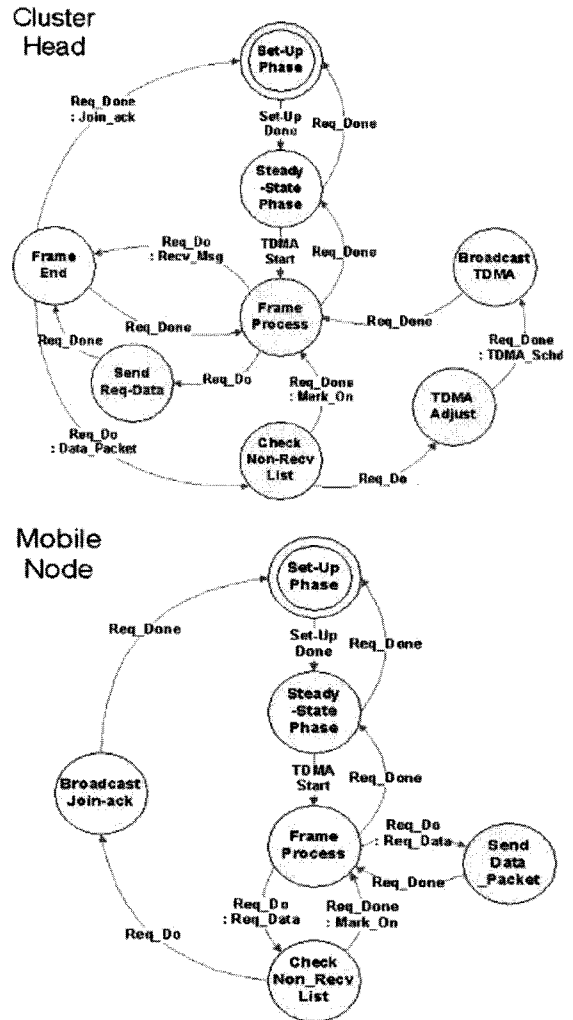 Cluster
Head
Set-Up
Phase
Req_Done
: Join_ack
Set-Up
Done
Req_Done
Steady
-State
Phase
Req_Do
: Recv_Msg
TDMA
Start
Req_Done
Broadcast
TDMA
Frame
End
Frame
Process
Req_Done
Req_Done
Req_Done
Req_Done
: TDMA_Schd
Send
Req-Data
Req_Do
Req_Done
: Mark_On
TDMA
Adjust
Req_Do
: Data_Packet
Check
Non-Recv
List
Req_Do
Mobile
Node
Set-Up
Phase
Req_Done
Set-Up
Done
Req_Done
Steady
-State
Phase
Broadcast
Join-ack
TDMA
Start
Req_Done
Frame
Process
Req_Do
: Req_Data
Send
Data
_Packet
Req_Done
Req_Do
: Req_Data
Req_Done
: Mark_On
Req_Do
Check
Non_Recv
List